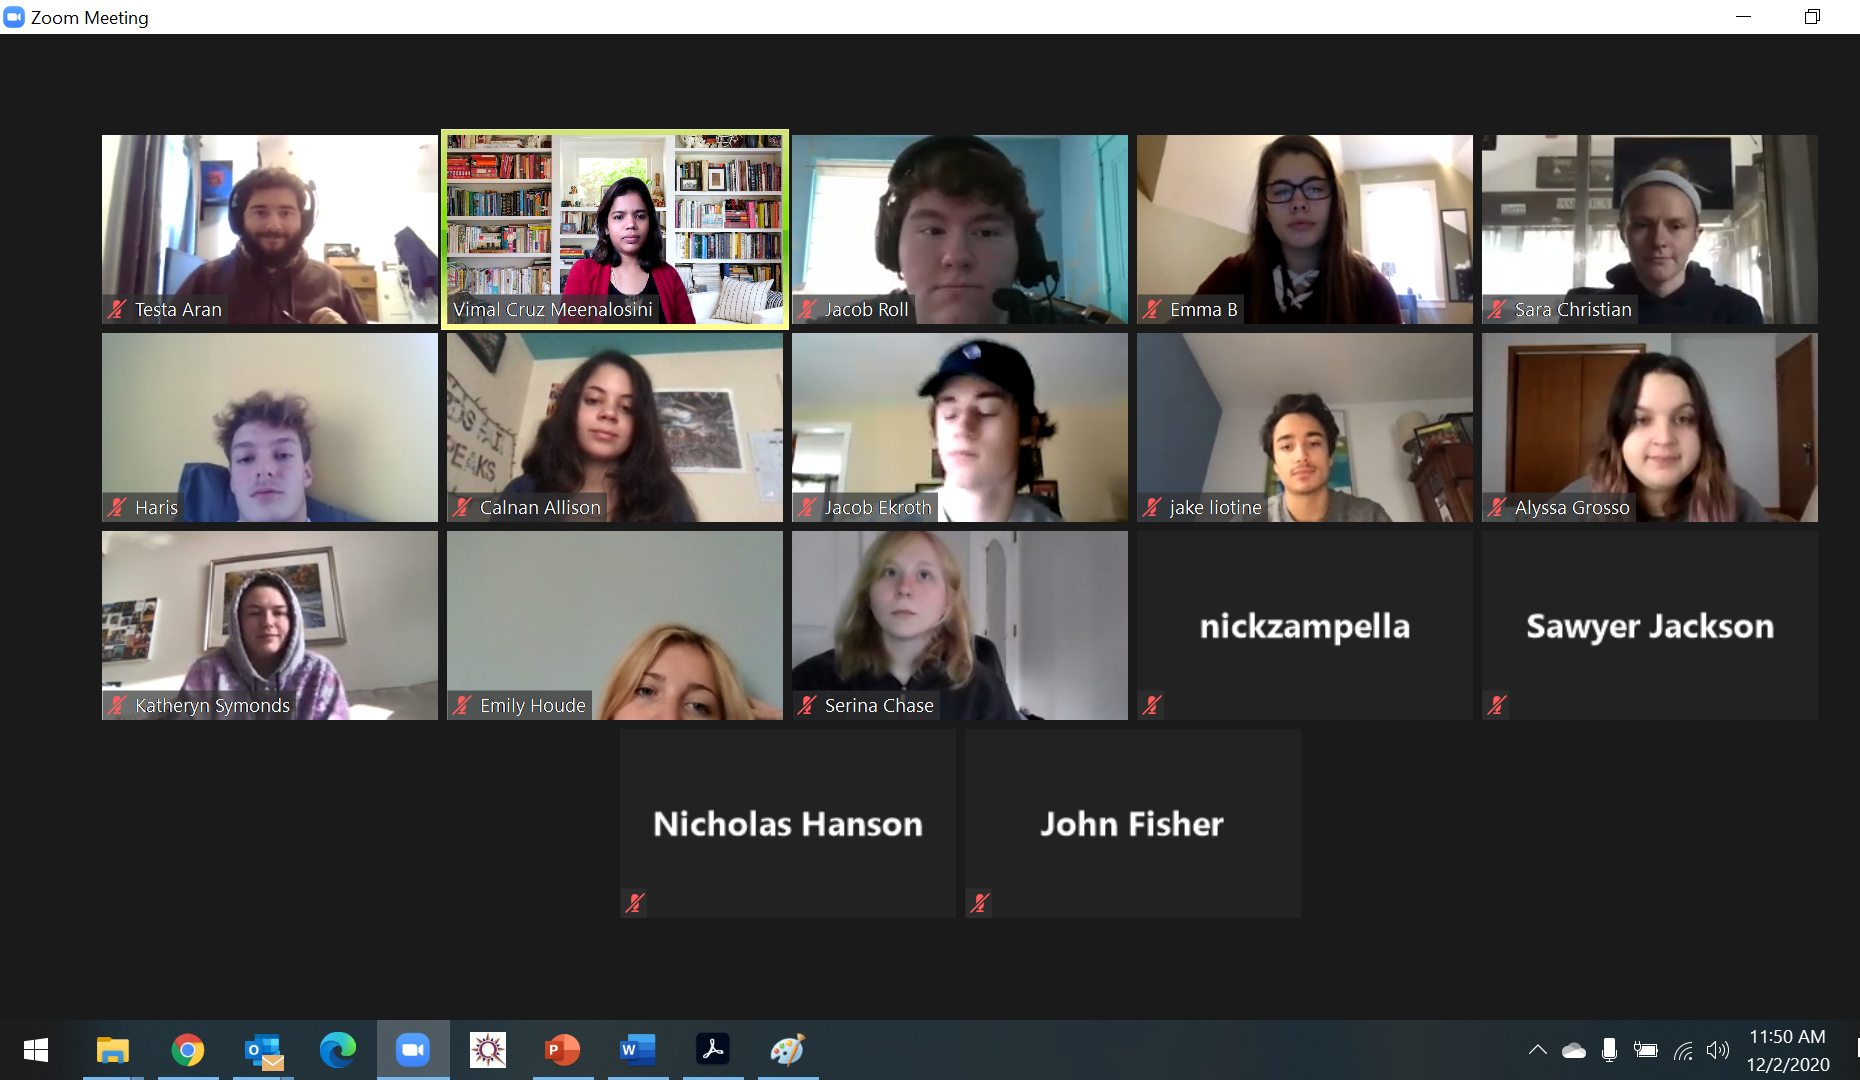 Zoom Meeting
Testa Aran
Vimal Cruz Meenalosini
Jacob Roll
Emma B
Sara Christian
Haris
Calnan Allison
PEAKS
Jacob Ekroth
jake liotine
Alyssa Grosso
Katheryn Symonds
Emily Houde
Serina Chase
nickzampella
Sawyer Jackson
Nicholas Hanson
John Fisher
11:50 AM
12/2/2020